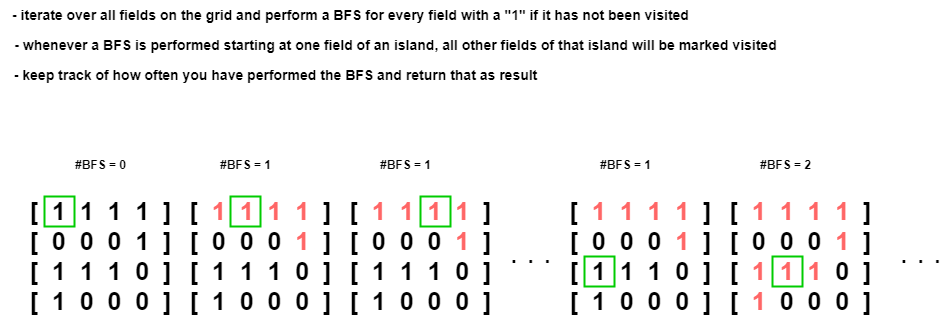 - iterate over all fields on the grid and perform a BFS for every field with a "1" if it has not been visited
- whenever a BFS is performed starting at one field of an island, all other fields of that island will be marked visited
- keep track of how often you have performed the BFS and return that as result
#BFS = 0 #BFS = 1 #BFS = 1 #BFS = 1 #BFS = 2
[ 1 1 1 1 ] [ 1 1 1 1 ] [ 1 1 1 1 ] [ 1 1 1 1 ] [ 1 1 1 1 ]
[ 0 0 0 1 ] [ 0 0 0 1 ] [ 0 0 0 1 ] [ 0 0 0 1 ] [ 0 0 0 1 ]
[ 1 1 1 0 ] [ 1 1 1 0 ] [ 1 1 1 0 ] . . . [ 1 1 1 0 ] [ 1 1 1 0 ] . . .
[ 1 0 0 0 ] [ 1 0 0 0 ] [ 1 0 0 0 ] [ 1 0 0 0 ] [ 1 0 0 0 ]